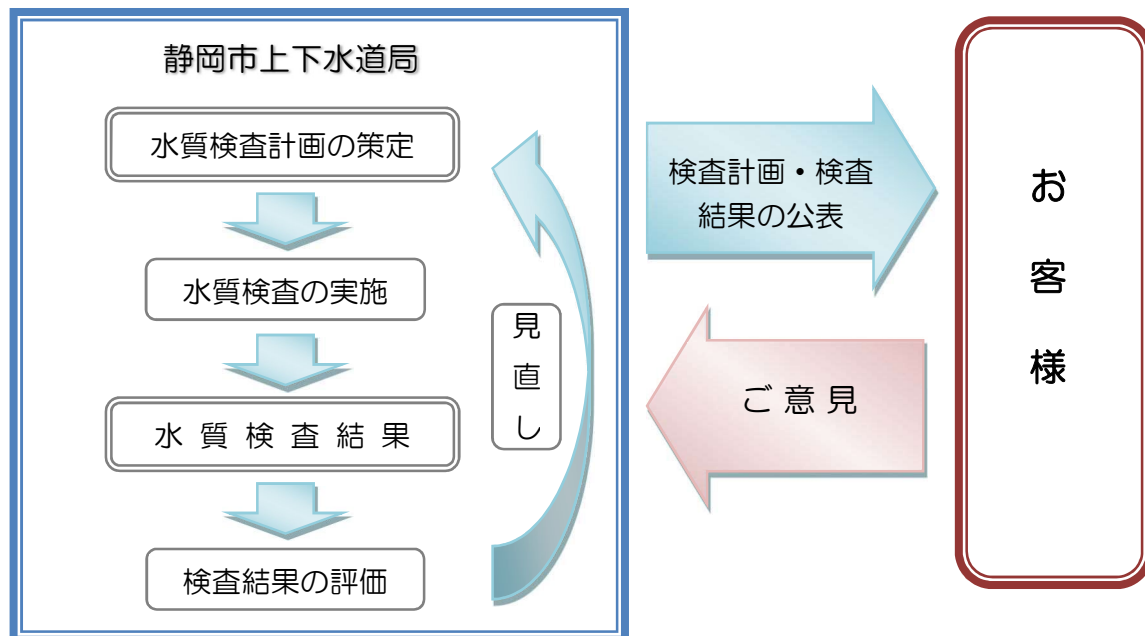 静岡市上下水道局
水質検査計画の策定
水質検査の実施
水質検査結果
検査結果の評価
見直し
検査計画・検査
結果の公表
ご意見
お客様